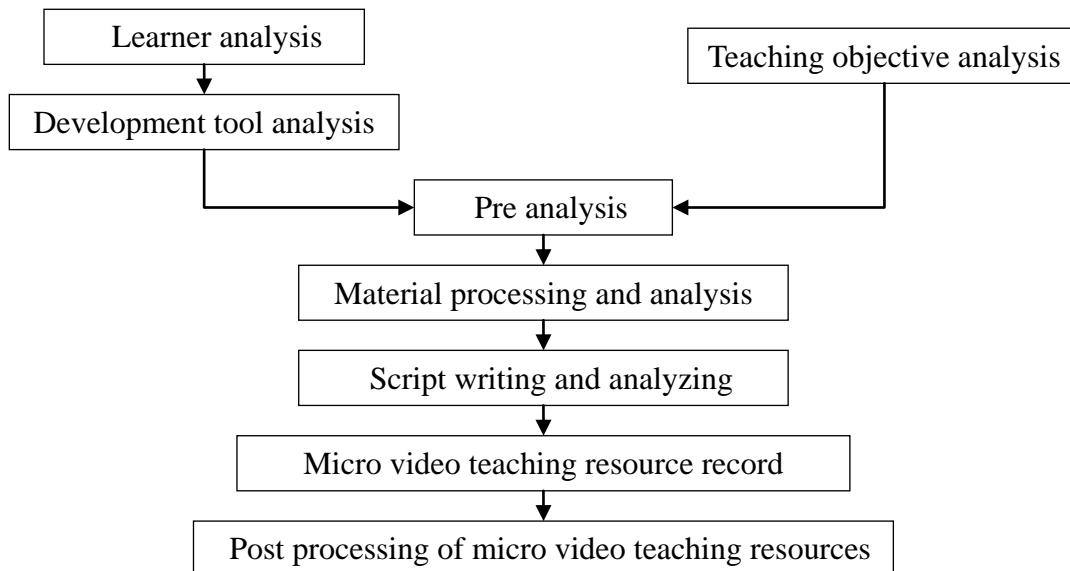 Learner analysis
Teaching objective analysis
Development tool analysis
Pre analysis
Material processing and analysis
Script writing and analyzing
Micro video teaching resource record
Post processing of micro video teaching resources